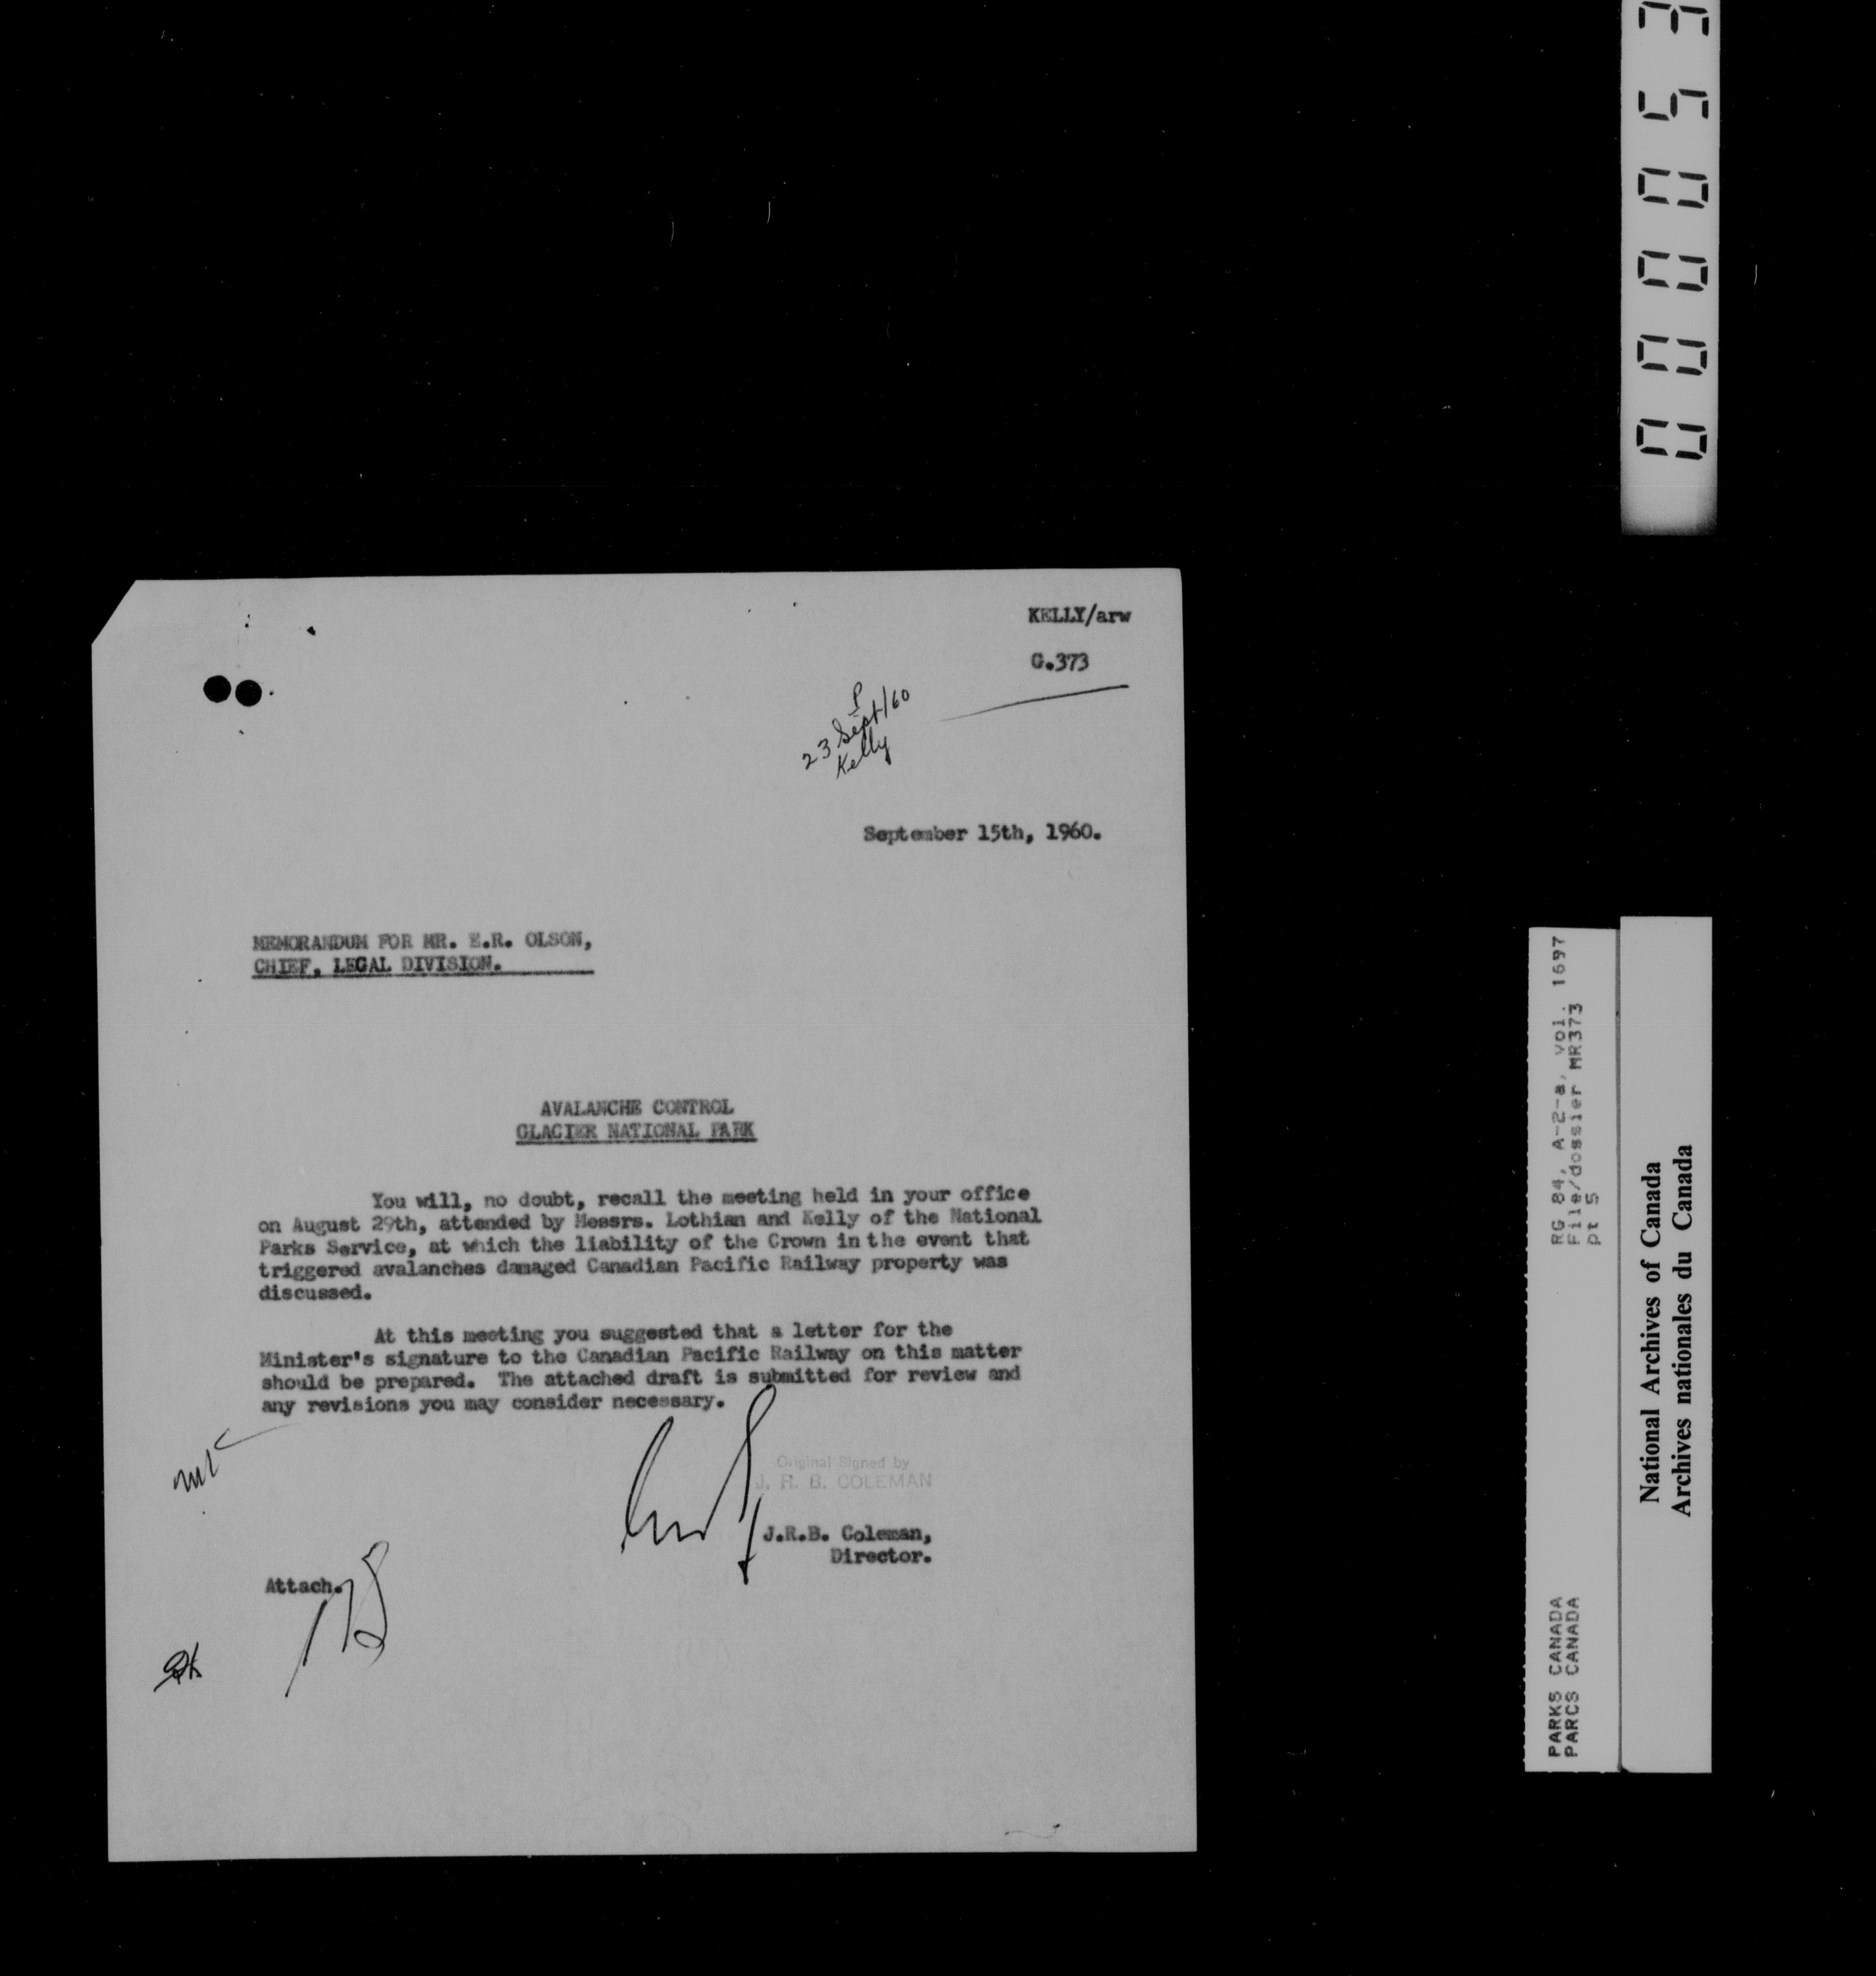 KELLY/arw
G.373
P
23 Sept/60
Kelly
September 15th, 1960.
MEMORANDUM FOR MR. E.R. OLSON,
CHIEF, LEGAL DIVISION.
AVALANCHE CONTROL
GLACIER NATIONAL PARK
You will, no doubt, recall the meeting held in your office
on August 29th, attended by Messrs. Lothian and Kelly of the National
Parks Service, at which the liability of the Crown in the event that
triggered avalanches damaged Canadian Pacific Railway property was
discussed.
At this meeting you suggested that a letter for the
Minister's signature to the Canadian Pacific Railway on this matter
should be prepared. The attached draft is submitted for review and
any revisions you may consider necessary.
Original Signed by
J. R. B. COLEMAN
J.R.B. Coleman,
Director.
Attach.
000053
RG 84, A-2-a, vol. 1697
File/dossier MR373
pt 5
PARKS CANADA
PARCS CANADA
National Archives of Canada
Archives nationales du Canada